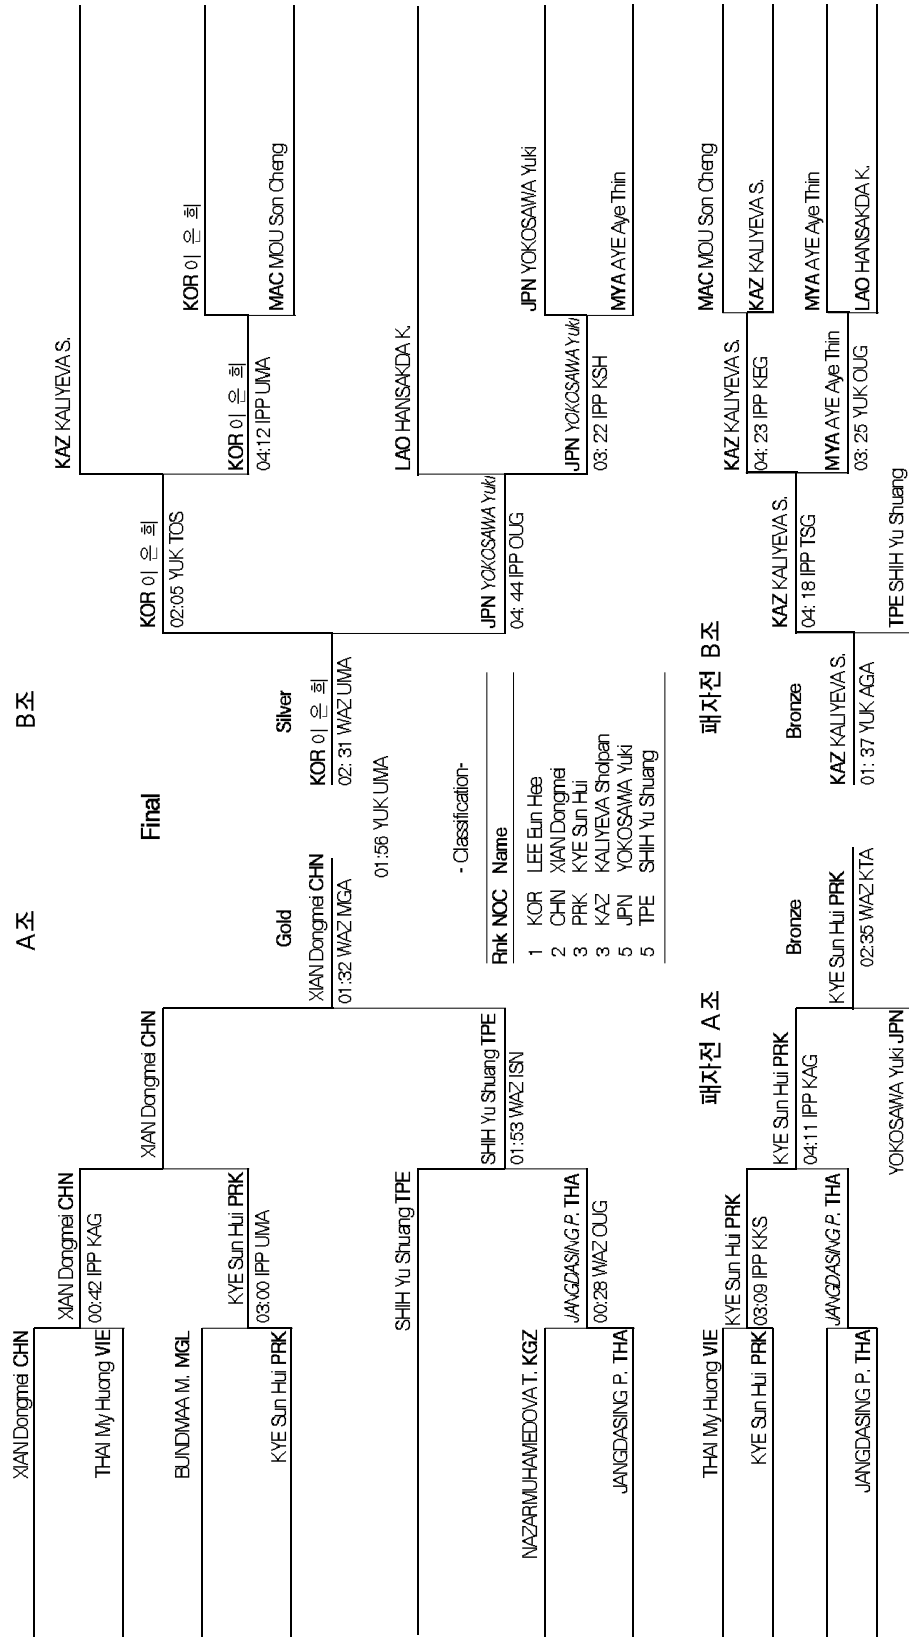 A조
B조
Final
XIAN Dongmei CHN
THAI My Huong VIE
XIAN Dongmei CHN
00:42 IPP KAG
BUNDMAA M. MGL
KYE Sun Hui PRK
KYE Sun Hui PRK
03:00 IPP UMA
XIAN Dongmei CHN
SHIH Yu Shuang TPE
NAZARMUHAMEDOVA T. KGZ
JANGDASING P. THA
JANGDASING P. THA
00:28 WAZ OUG
SHIH Yu Shuang TPE
01:53 WAZ ISN
Gold
XIAN Dongmei CHN
01:32 WAZ MGA
Silver
KOR 이 은 희
02: 31 WAZ UMA
01:56 YUK UMA
KAZ KALIYEVA S.
KOR 이 은 희
02:05 YUK TOS
KOR 이 은 희
04:12 IPP UMA
KOR 이 은 희
MAC MOU Son Cheng
LAO HANSAKDA K.
JPN YOKOSAWA Yuki
04: 44 IPP OUG
JPN YOKOSAWA Yuki
03: 22 IPP KSH
JPN YOKOSAWA Yuki
MYA AYE Aye Thin
- Classification-
Rnk NOC Name
1 KOR LEE Eun Hee
2 CHN XIAN Dongmei
3 PRK KYE Sun Hui
3 KAZ KALIYEVA Sholpan
5 JPN YOKOSAWA Yuki
5 TPE SHIH Yu Shuang
패자전 A조
패자전 B조
THAI My Huong VIE
KYE Sun Hui PRK
KYE Sun Hui PRK
03:09 IPP KKS
JANGDASING P. THA
JANGDASING P. THA
KYE Sun Hui PRK
04:11 IPP KAG
YOKOSAWA Yuki JPN
Bronze
KYE Sun Hui PRK
02:35 WAZ KTA
Bronze
KAZ KALIYEVA S.
01: 37 YUK AGA
KAZ KALIYEVA S.
04: 18 IPP TSG
TPE SHIH Yu Shuang
KAZ KALIYEVA S.
04: 23 IPP KEG
MYA AYE Aye Thin
03: 25 YUK OUG
MAC MOU Son Cheng
KAZ KALIYEVA S.
MYA AYE Aye Thin
LAO HANSAKDA K.